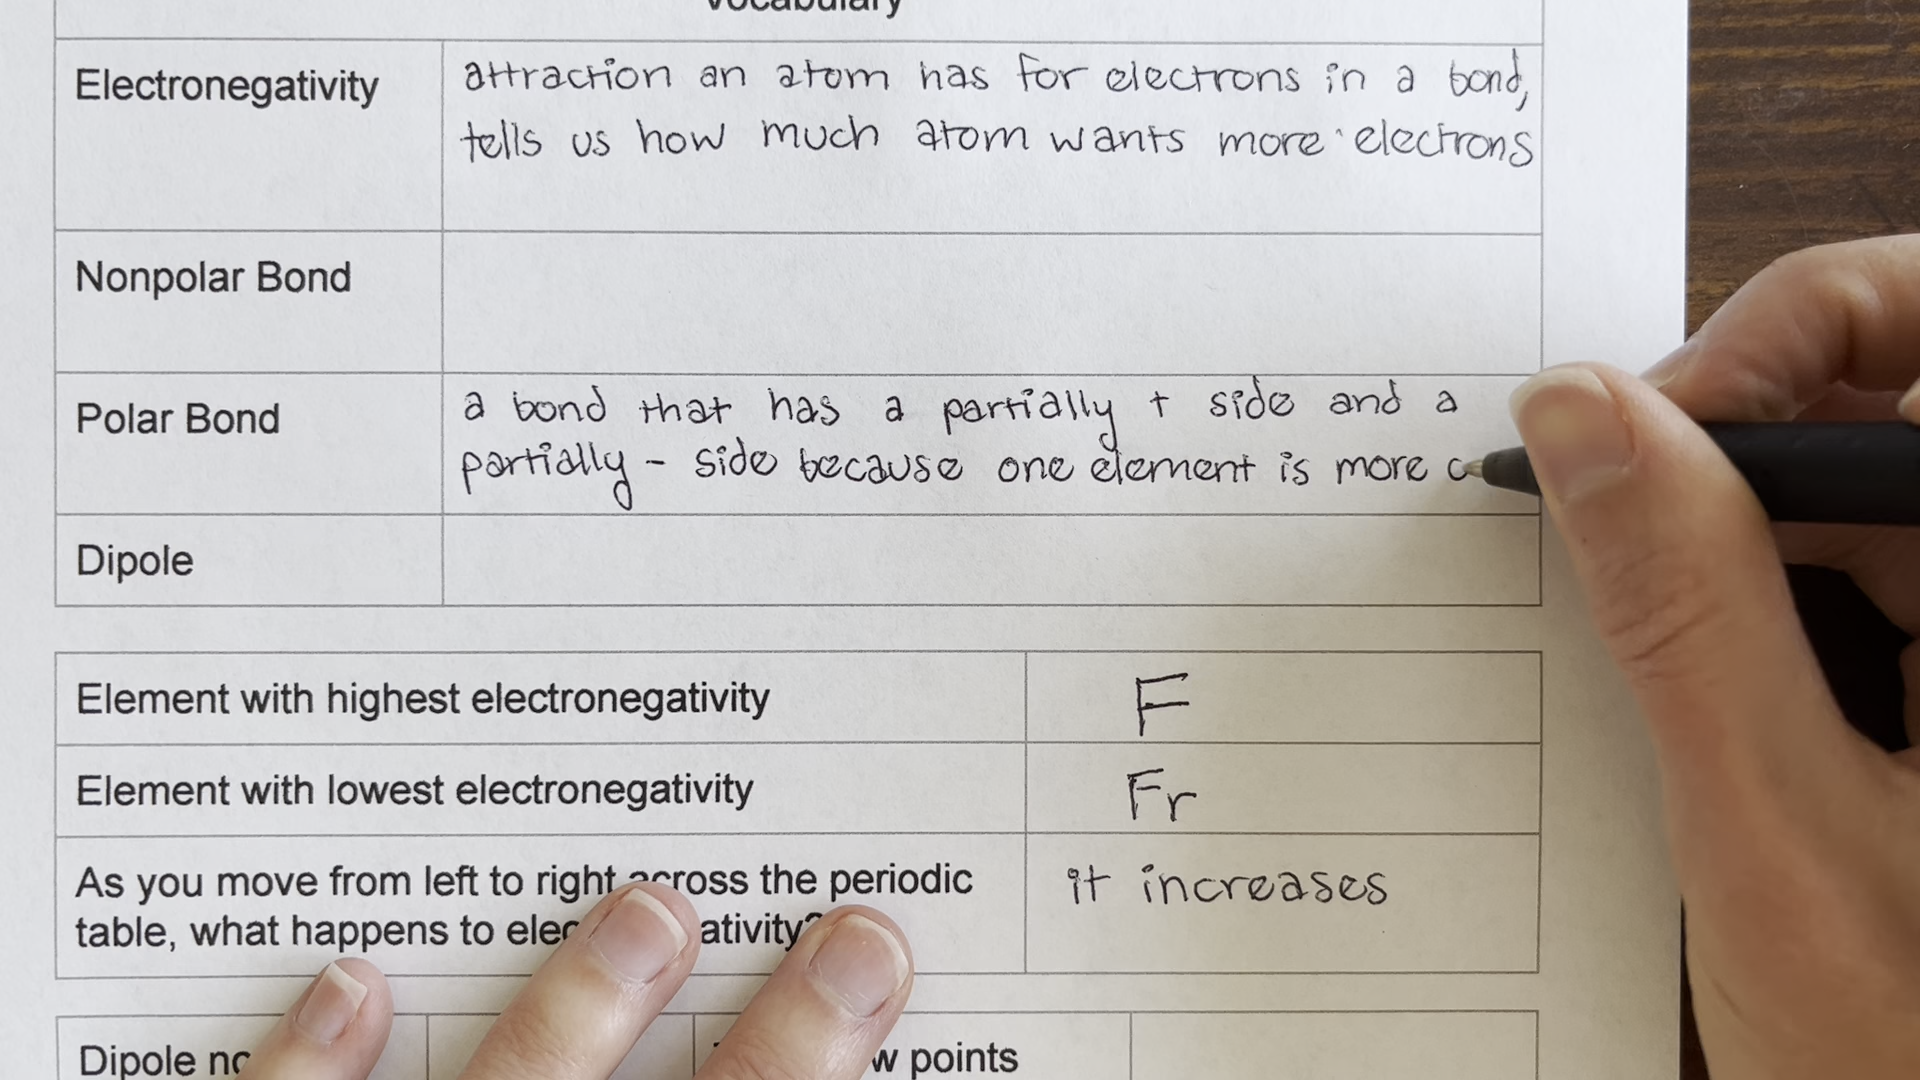 Vocabulary
Electronegativity
attraction an atom has for electrons in a bond,
tells us how much atom wants more electrons
Nonpolar Bond
Polar Bond
a bond that has a partially + side and a
partially - side because one element is more
Dipole
Element with highest electronegativity
F
Element with lowest electronegativity
Fr
As you move from left to right across the periodic
table, what happens to
it increases
Dipole
points